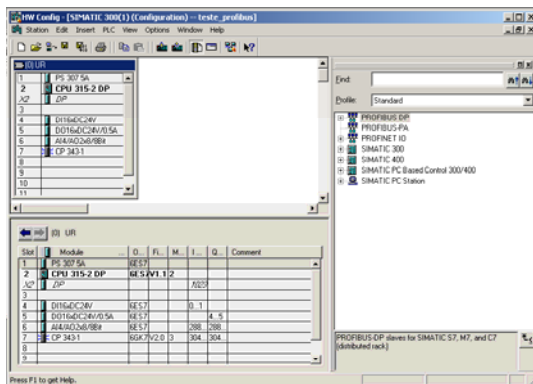 HW Config - [SIMATIC 300(1) (Configuration) -- teste_profibus]
Station Edit Insert PLC View Options Window Help
(0) UR
1 PS 307 5A
2 CPU 315-2 DP
X2 DP
3
4 DI16xDC24V
5 DO16xDC24V/0.5A
6 AI4/AO2x8/8Bit
7 CP 343-1
8
9
10
11
Find:
Profile: Standard
PROFIBUS DP
PROFIBUS-PA
PROFINET IO
SIMATIC 300
SIMATIC 400
SIMATIC PC Based Control 300/400
SIMATIC PC Station
(0) UR
Slot Module ... O... Fi... M... I... Q... Comment
1 PS 307 5A 6ES7
2 CPU 315-2 DP 6ES7 V1.1 2
X2 DP 1023
3
4 DI16xDC24V 6ES7 0...1
5 DO16xDC24V/0.5A 6ES7 4...5
6 AI4/AO2x8/8Bit 6ES7 288... 288...
7 CP 343-1 6GK7 V2.0 3 304... 304...
8
9
PROFIBUS-DP slaves for SIMATIC S7, M7, and C7 (distributed rack)
Press F1 to get Help.